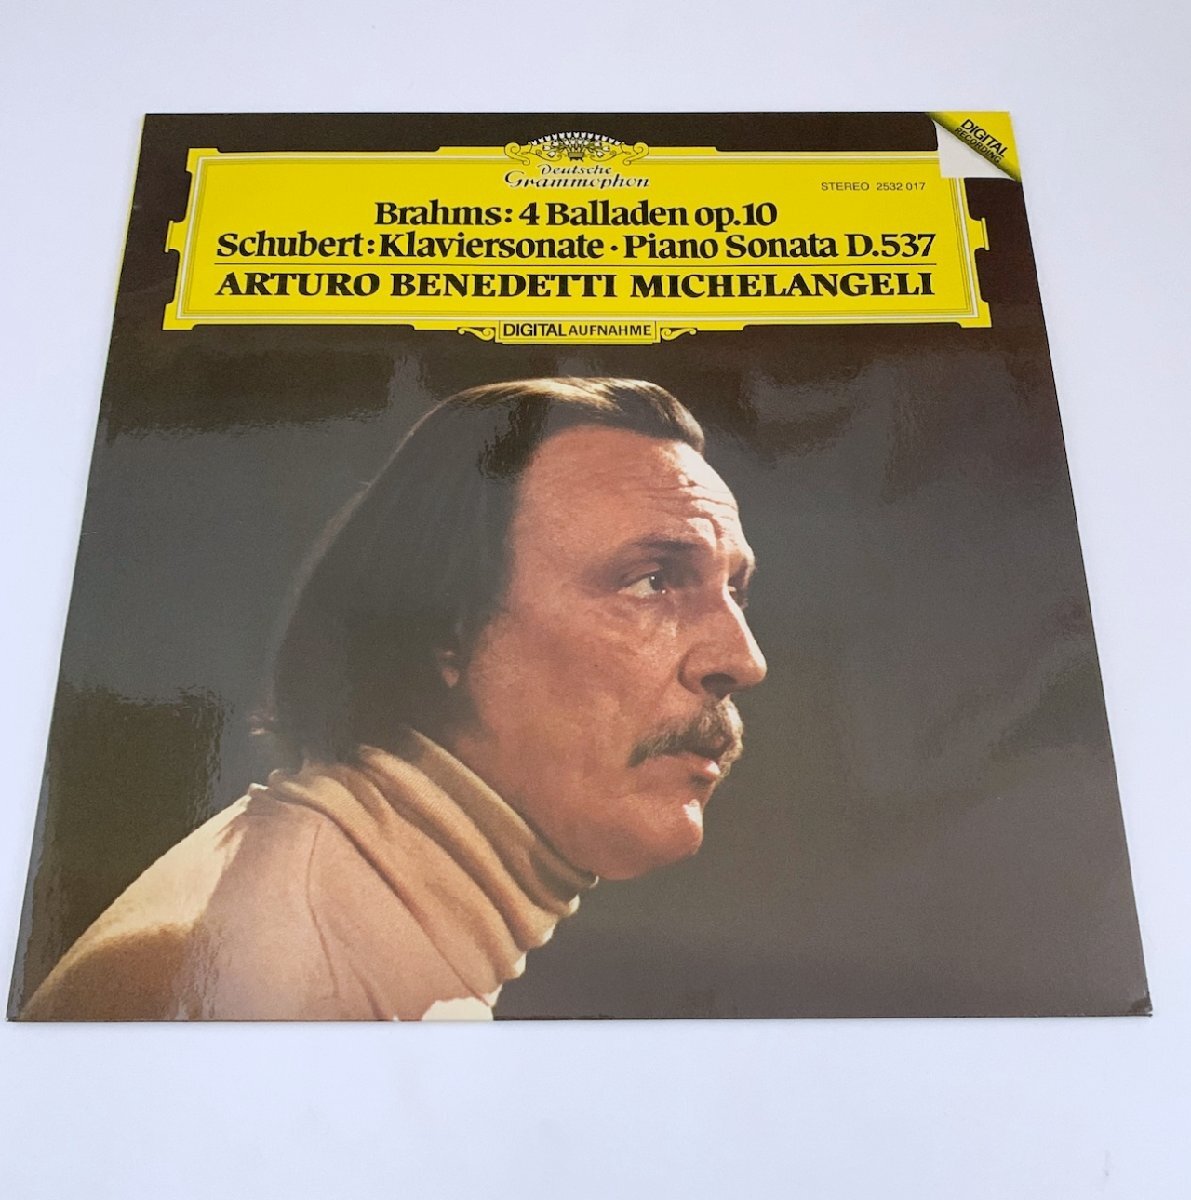 DIGITAL
RECORDING
Deutsche
Grammophon
STEREO 2532 017
Brahms: 4 Balladen op.10
Schubert: Klaviersonate · Piano Sonata D.537
ARTURO BENEDETTI MICHELANGELI
DIGITAL AUFNAHME